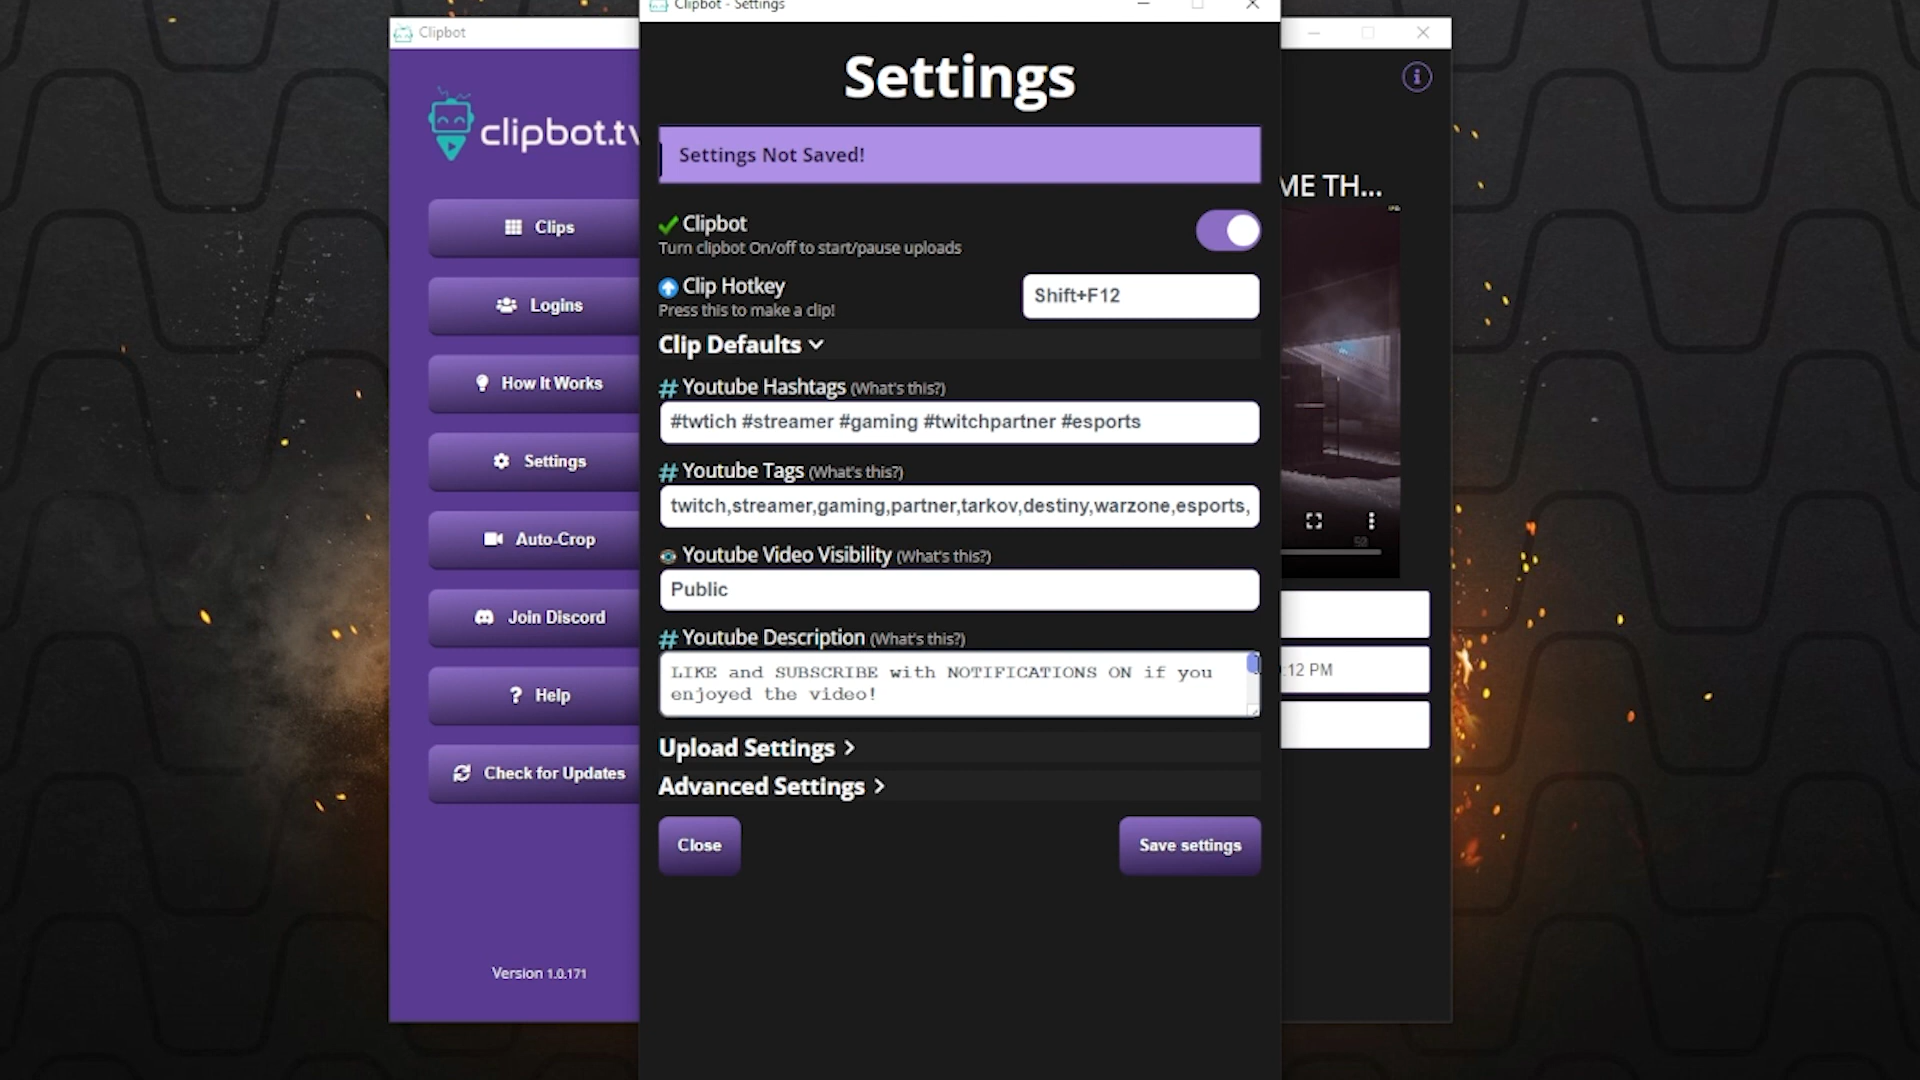 Clipbot - Settings
Clipbot
Settings
clipbot.tv
Settings Not Saved!
ME TH...
Clipbot
Turn clipbot On/off to start/pause uploads
Clips
Clip Hotkey
Press this to make a clip!
Shift+F12
Logins
Clip Defaults
Youtube Hashtags (What's this?)
#twtich #streamer #gaming #twitchpartner #esports
How It Works
Youtube Tags (What's this?)
twitch,streamer,gaming,partner,tarkov,destiny,warzone,esports,
Settings
Youtube Video Visibility (What's this?)
Public
Auto-Crop
Youtube Description (What's this?)
LIKE and SUBSCRIBE with NOTIFICATIONS ON if you
enjoyed the video!
Join Discord
:12 PM
Help
Upload Settings
Advanced Settings
Check for Updates
Close
Save settings
Version 1.0.171